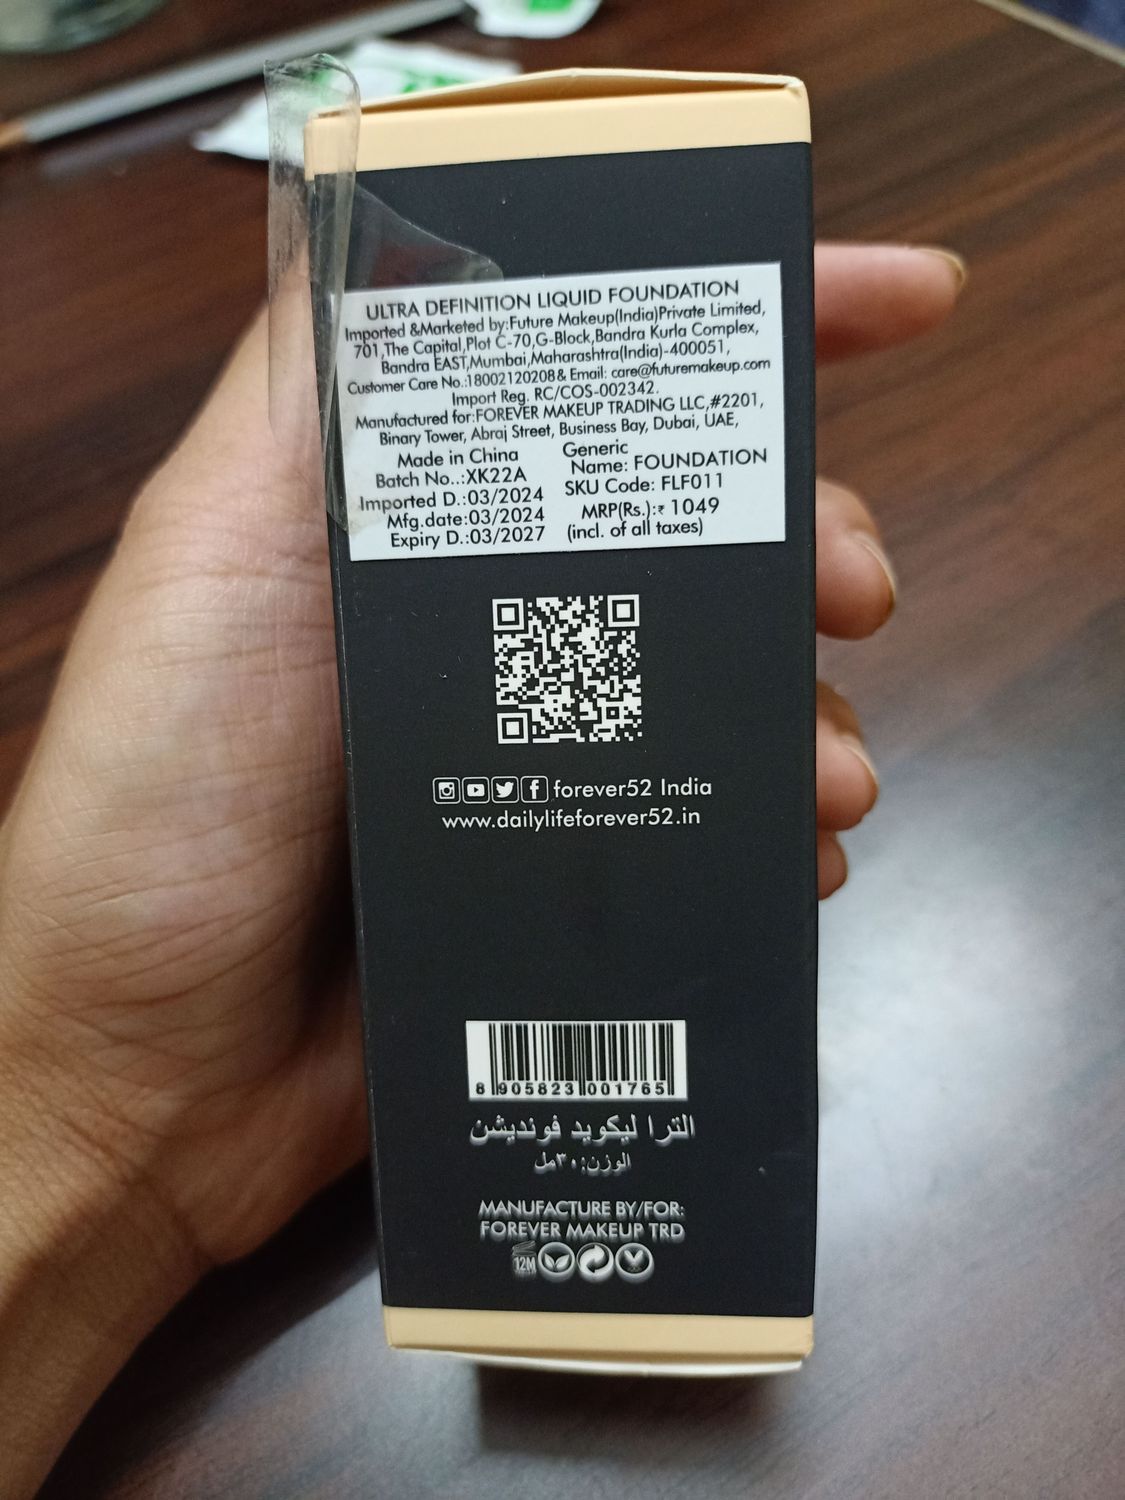 ULTRA DEFINITION LIQUID FOUNDATION
Imported &Marketed by:Future Makeup(India)Private Limited,
701,The Capital,Plot C-70,G-Block,Bandra Kurla Complex,
Bandra EAST,Mumbai,Maharashtra(India)-400051,
Customer Care No.:18002120208& Email: care@futuremakeup.com
Import Reg. RC/COS-002342.
Manufactured for:FOREVER MAKEUP TRADING LLC,#2201,
Binary Tower, Abraj Street, Business Bay, Dubai, UAE,
Made in China
Batch No..:XK22A
Imported D.:03/2024
Mfg.date:03/2024
Expiry D.:03/2027
Generic
Name: FOUNDATION
SKU Code: FLF011
MRP(Rs.):₹ 1049
(incl. of all taxes)
forever52 India
www.dailylifeforever52.in
8 905823 001765
الترا ليكويد فونديشن
الوزن:٣٠مل
MANUFACTURE BY/FOR:
FOREVER MAKEUP TRD
12M